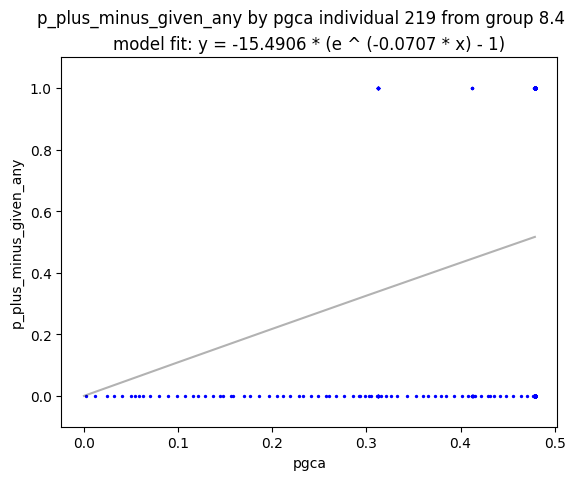 p_plus_minus_given_any by pgca individual 219 from group 8.4
model fit: y = -15.4906 * (e ^ (-0.0707 * x) - 1)
1.0
0.8
0.6
0.4
0.2
0.0
p_plus_minus_given_any
0.0 0.1 0.2 0.3 0.4 0.5
pgca